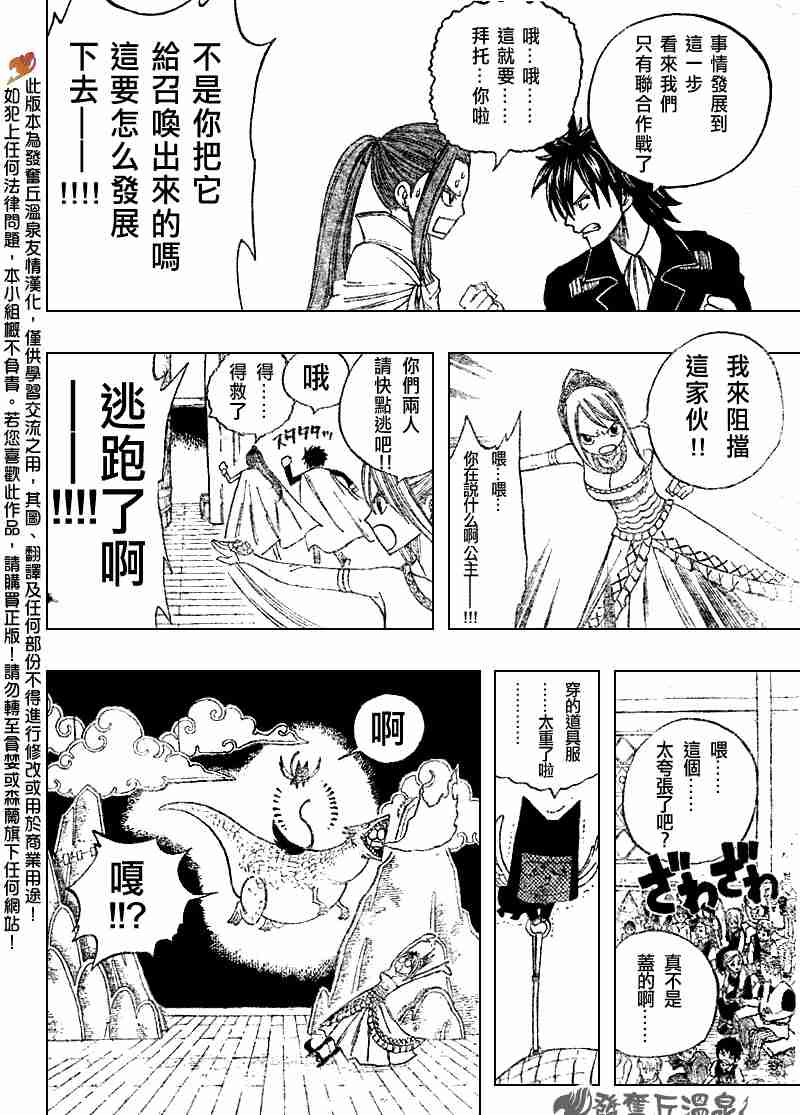 事情發展到
這一步
看來我們
只有聯合作戰了
哦…哦……
這就要……
拜托…你啦
不是你把它
給召喚出來的嗎
這要怎么發展
下去——
!!!!
我來阻擋
這家伙!!
喂…喂…
你在説什么啊公主——!!!
你們兩人
請快點逃吧!!
哦
得……
得救了
スタタタッ
逃跑了啊
——
!!!!
喂……
這個……
太夸張了吧?
ざわざわ
真不是
蓋的啊……
穿的道具服
……太重了啦
………
啊
嘎
!!?
此版本為發奮丘溫泉友情漢化，僅供學習交流之用，其圖、翻譯及任何部份不得進行修改或用於商業用途！
如犯上任何法律問題，本小組概不負責。若您喜歡此作品，請購買正版！請勿轉至貪婪或森蘭旗下任何網站！
發奮丘溫泉